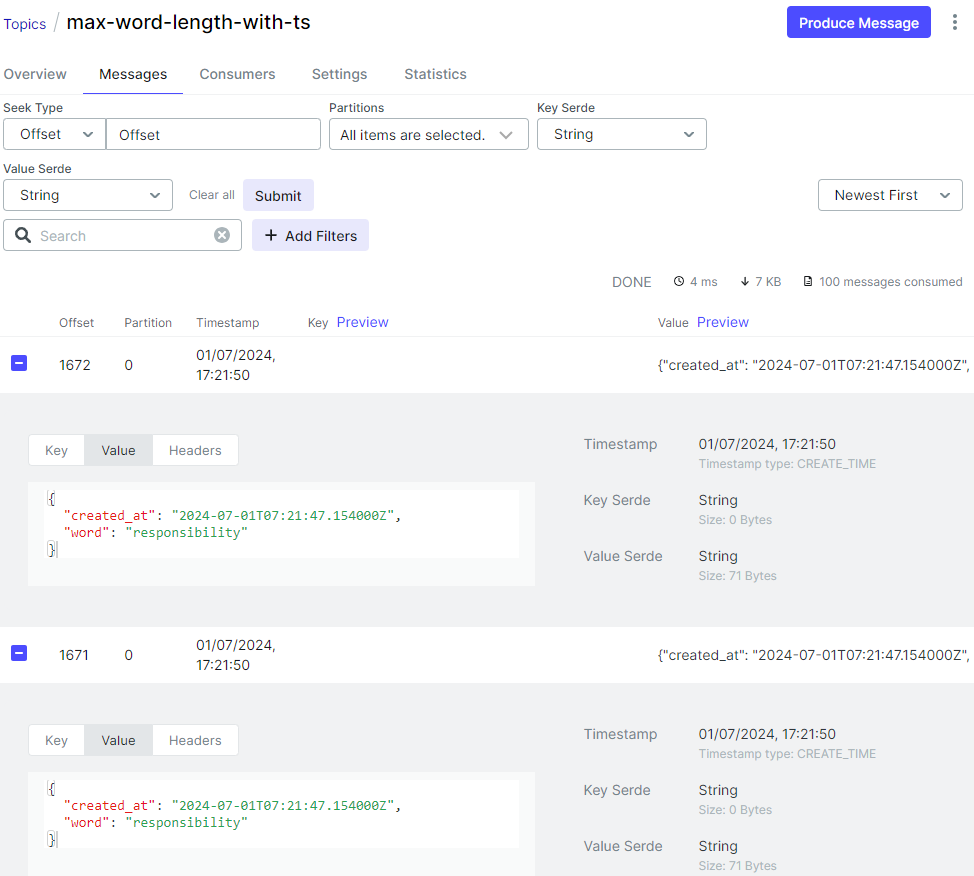 Topics / max-word-length-with-ts
Produce Message
Overview Messages Consumers Settings Statistics
Seek Type Partitions Key Serde
Offset Offset All items are selected. String
Value Serde
String Clear all Submit Newest First
Search + Add Filters
DONE 4 ms 7 KB 100 messages consumed
Offset Partition Timestamp Key Preview Value Preview
1672 0 01/07/2024, 17:21:50 {"created_at": "2024-07-01T07:21:47.154000Z",
Key Value Headers
{
"created_at": "2024-07-01T07:21:47.154000Z",
"word": "responsibility"
}
Timestamp 01/07/2024, 17:21:50
Timestamp type: CREATE_TIME
Key Serde String
Size: 0 Bytes
Value Serde String
Size: 71 Bytes
1671 0 01/07/2024, 17:21:50 {"created_at": "2024-07-01T07:21:47.154000Z",
Key Value Headers
{
"created_at": "2024-07-01T07:21:47.154000Z",
"word": "responsibility"
}
Timestamp 01/07/2024, 17:21:50
Timestamp type: CREATE_TIME
Key Serde String
Size: 0 Bytes
Value Serde String
Size: 71 Bytes